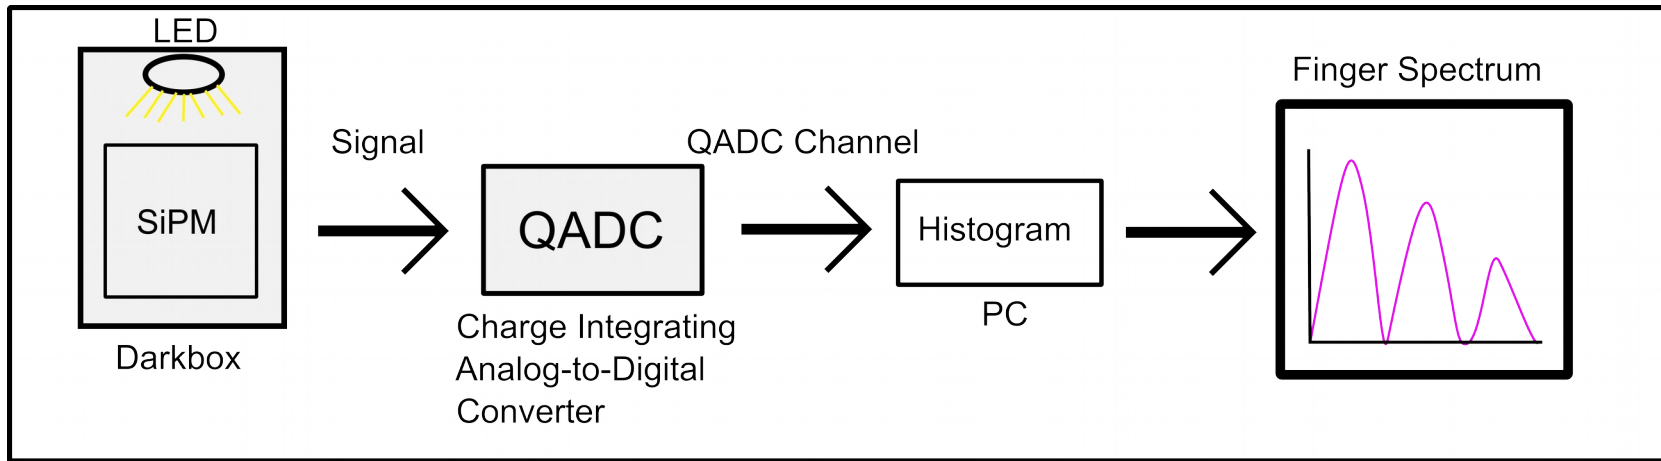 LED
SiPM
Darkbox
Signal
QADC
Charge Integrating
Analog-to-Digital
Converter
QADC Channel
Histogram
PC
Finger Spectrum